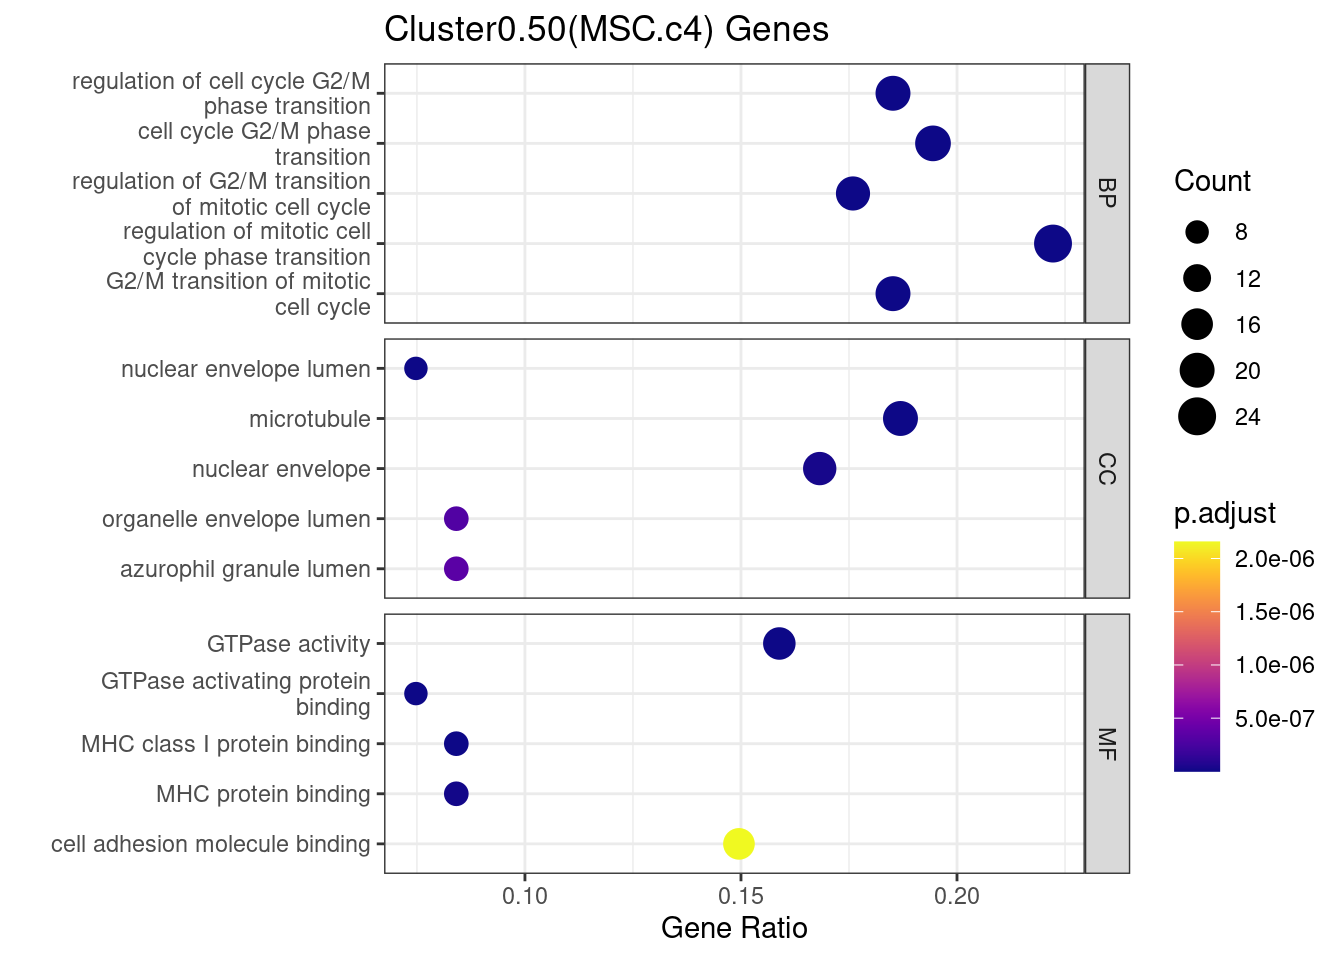 Cluster0.50(MSC.c4) Genes
regulation of cell cycle G2/M
phase transition
cell cycle G2/M phase
transition
regulation of G2/M transition
of mitotic cell cycle
regulation of mitotic cell
cycle phase transition
G2/M transition of mitotic
cell cycle
BP
nuclear envelope lumen
microtubule
nuclear envelope
organelle envelope lumen
azurophil granule lumen
CC
GTPase activity
GTPase activating protein
binding
MHC class I protein binding
MHC protein binding
cell adhesion molecule binding
MF
0.10
0.15
0.20
Gene Ratio
Count
8
12
16
20
24
p.adjust
2.0e-06
1.5e-06
1.0e-06
5.0e-07